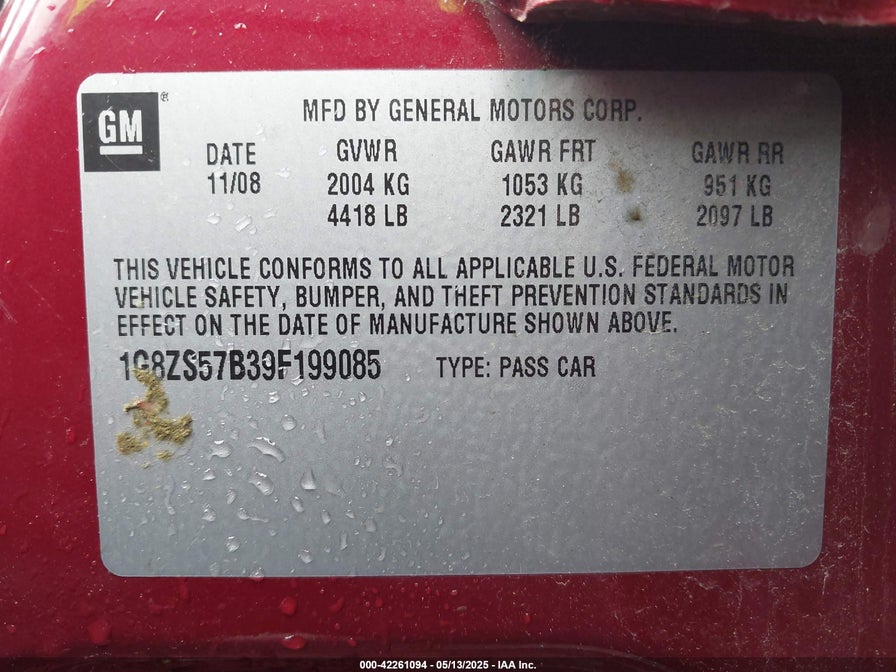 GM
®
MFD BY GENERAL MOTORS CORP.
DATE GVWR GAWR FRT GAWR RR
11/08 2004 KG 1053 KG 951 KG
4418 LB 2321 LB 2097 LB
THIS VEHICLE CONFORMS TO ALL APPLICABLE U.S. FEDERAL MOTOR
VEHICLE SAFETY, BUMPER, AND THEFT PREVENTION STANDARDS IN
EFFECT ON THE DATE OF MANUFACTURE SHOWN ABOVE.
1G8ZS57B39F199085 TYPE: PASS CAR
000-42261094 - 05/13/2025 - IAA Inc.